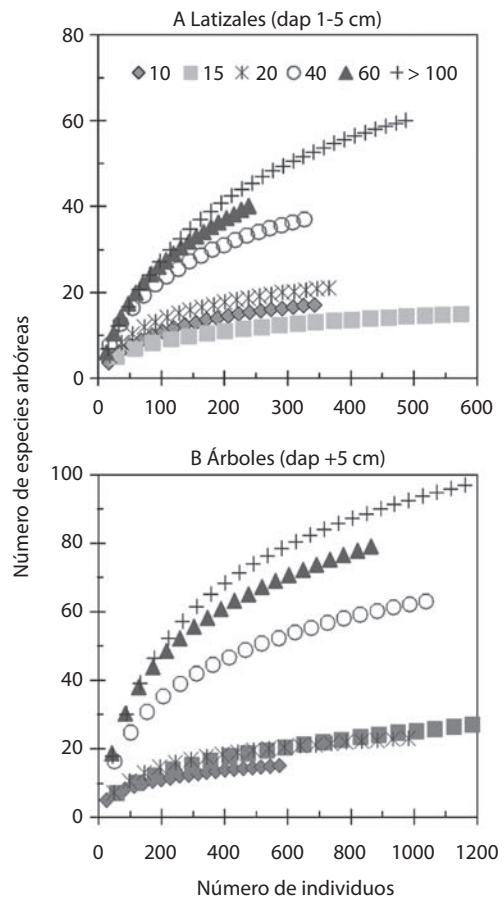 A Latizales (dap 1-5 cm)
80
60
40
20
0
10 15 20 40 60 > 100
0 100 200 300 400 500 600
Número de especies arbóreas
B Árboles (dap +5 cm)
100
80
60
40
20
0
0 200 400 600 800 1000 1200
Número de individuos